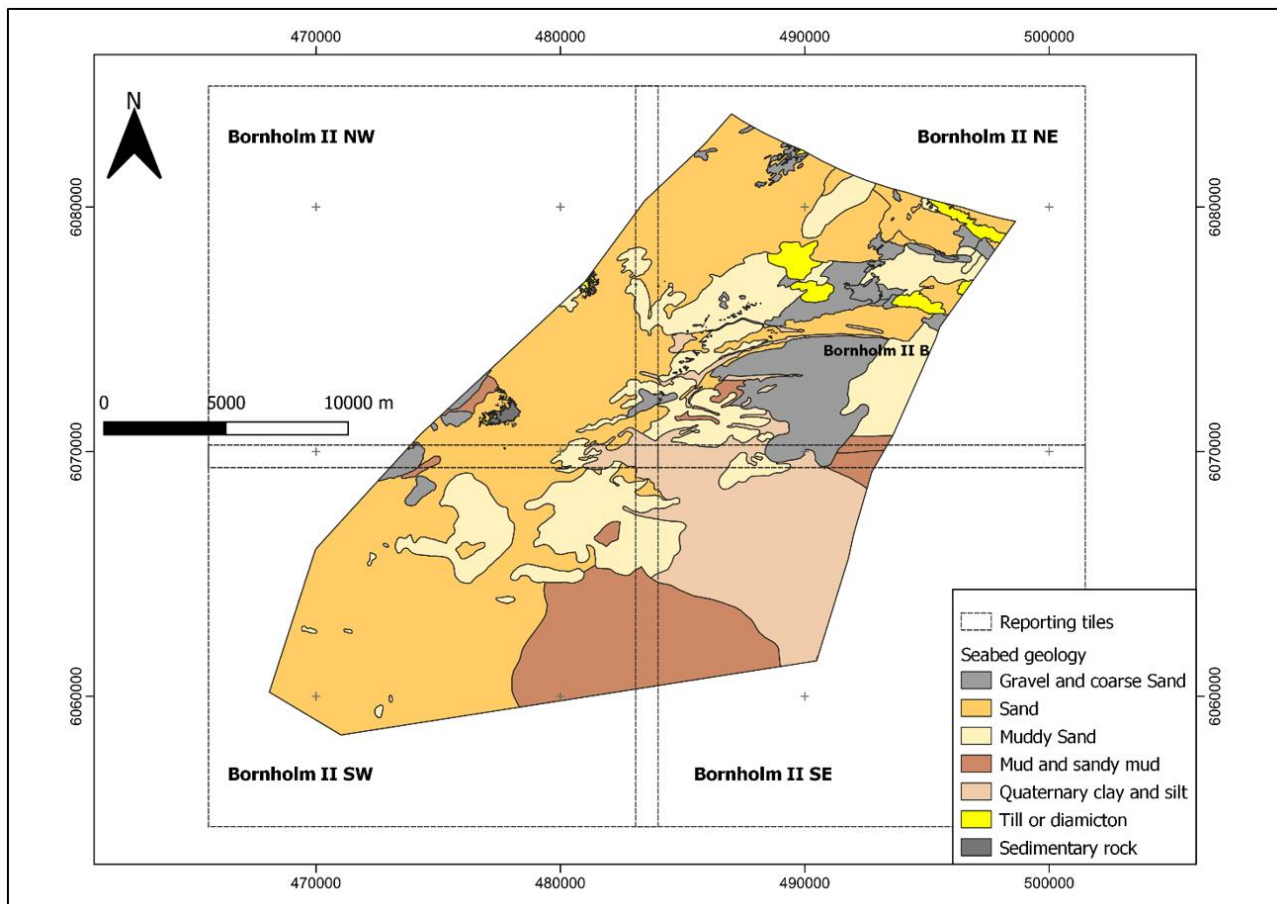 470000 480000 490000 500000
N
Bornholm II NW
Bornholm II NE
6080000
6080000
Bornholm II B
0 5000 10000 m
6070000
6070000
6060000
6060000
Bornholm II SW
Bornholm II SE
Reporting tiles
Seabed geology
Gravel and coarse Sand
Sand
Muddy Sand
Mud and sandy mud
Quaternary clay and silt
Till or diamicton
Sedimentary rock
470000 480000 490000 500000